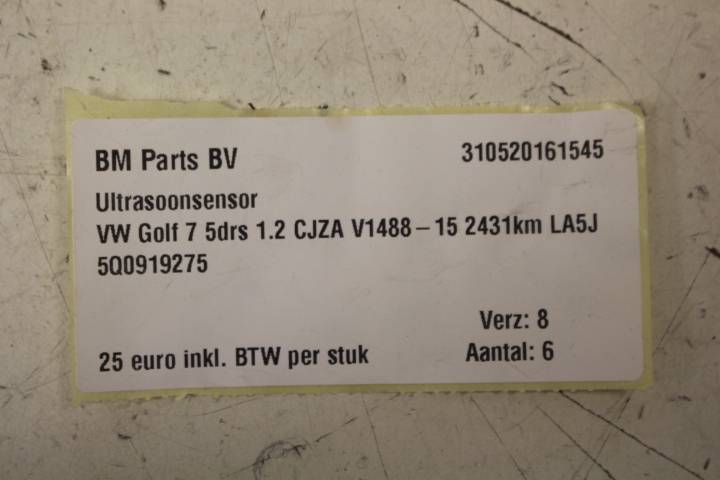 BM Parts BV 310520161545
Ultrasoonsensor
VW Golf 7 5drs 1.2 CJZA V1488-15 2431km LA5J
5Q0919275
Verz: 8
25 euro inkl. BTW per stuk Aantal: 6